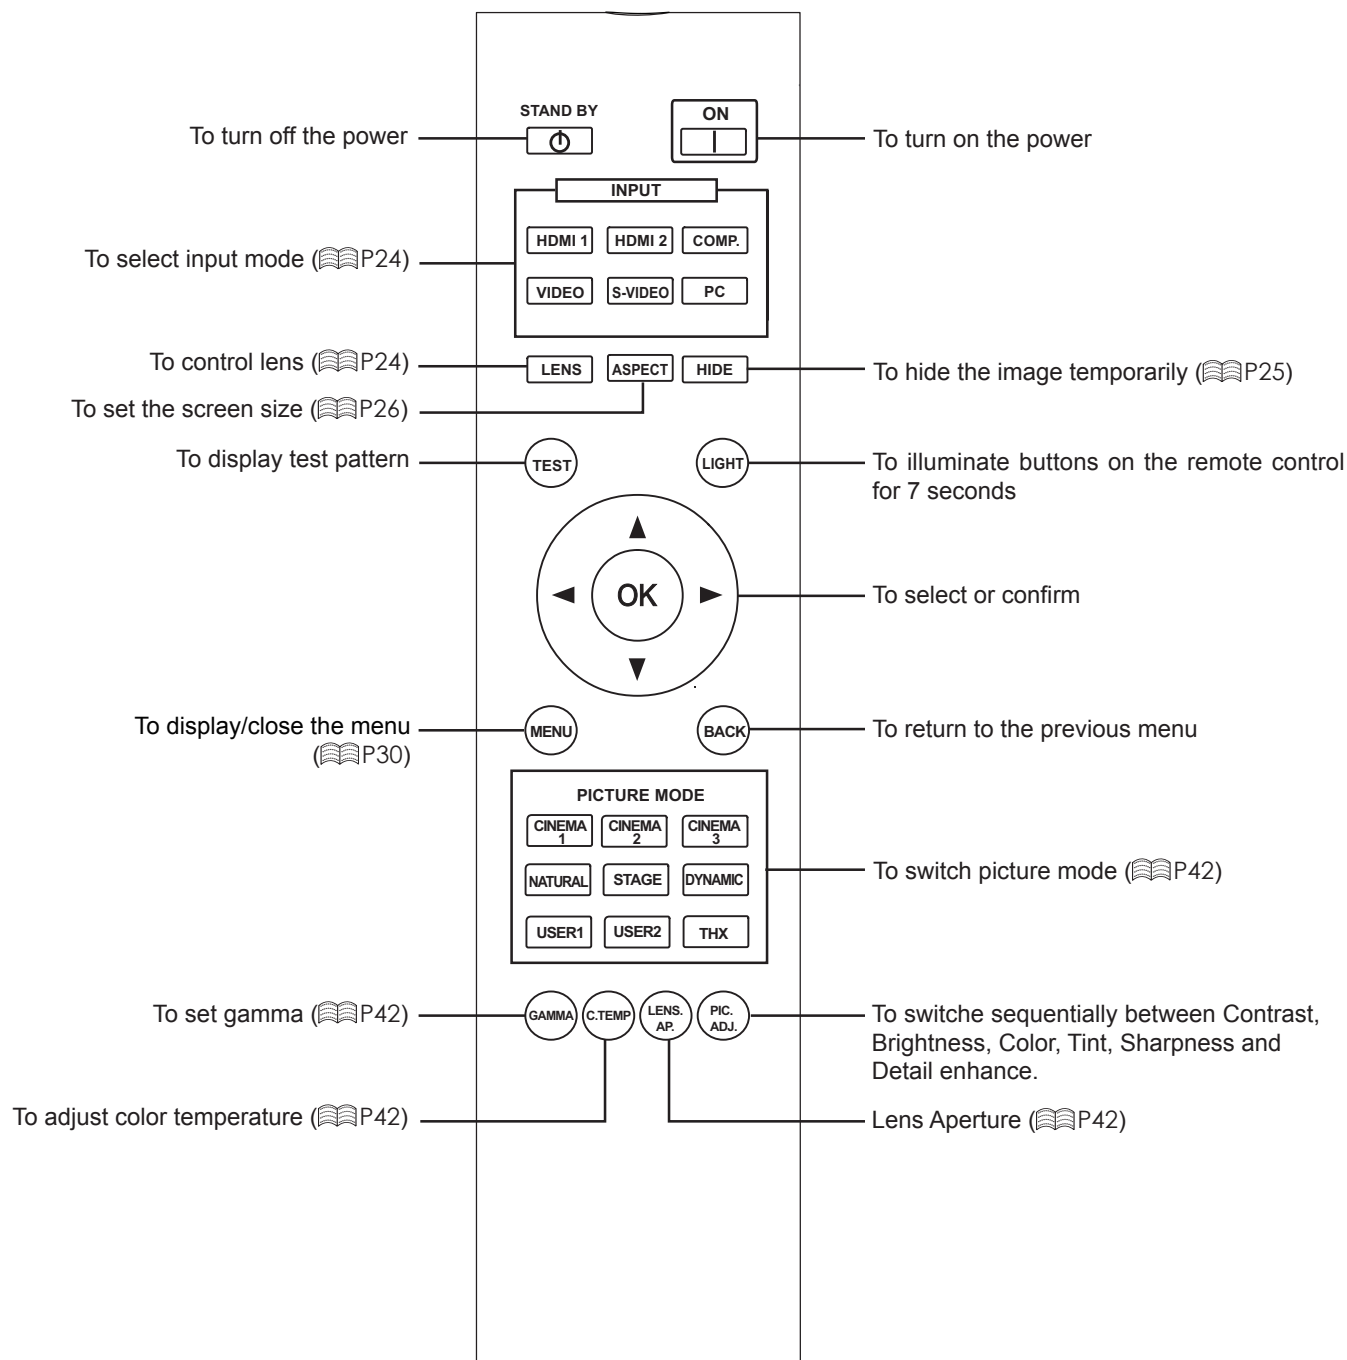 STAND BY
ON
To turn off the power
To turn on the power
INPUT
HDMI 1
HDMI 2
COMP.
To select input mode (P24)
VIDEO
S-VIDEO
PC
To control lens (P24)
LENS
ASPECT
HIDE
To hide the image temporarily (P25)
To set the screen size (P26)
To display test pattern
TEST
LIGHT
To illuminate buttons on the remote control
for 7 seconds
OK
To select or confirm
To display/close the menu
(P30)
MENU
BACK
To return to the previous menu
PICTURE MODE
CINEMA
1
CINEMA
2
CINEMA
3
NATURAL
STAGE
DYNAMIC
To switch picture mode (P42)
USER1
USER2
THX
To set gamma (P42)
GAMMA
C.TEMP
LENS.
AP.
PIC.
ADJ.
To switche sequentially between Contrast,
Brightness, Color, Tint, Sharpness and
Detail enhance.
To adjust color temperature (P42)
Lens Aperture (P42)